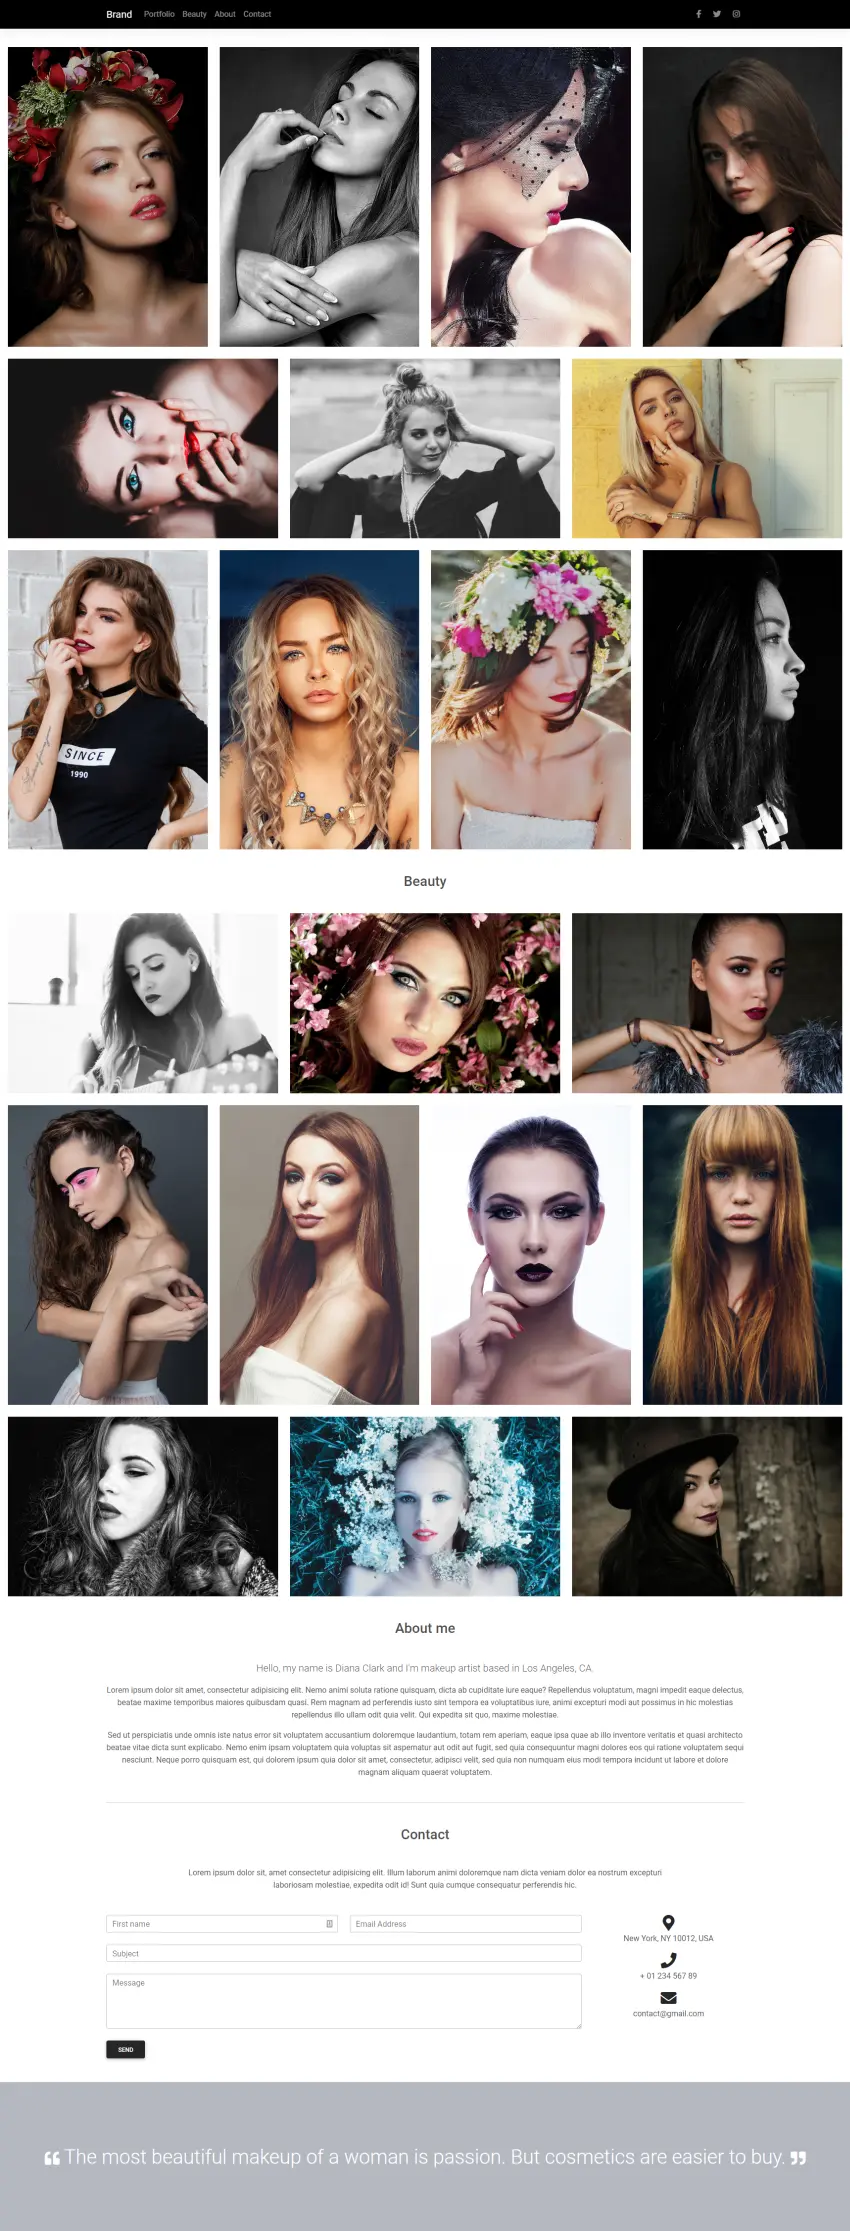 Brand Portfolio Beauty About Contact
SINCE
1990
Beauty
About me
Hello, my name is Diana Clark and I'm makeup artist based in Los Angeles, CA.
Lorem ipsum dolor sit amet, consectetur adipisicing elit. Nemo animi soluta ratione quisquam, dicta ab cupiditate iure eaque? Repellendus voluptatum, magni impedit eaque delectus,
beatae maxime temporibus maiores quibusdam quasi. Rem magnam ad perferendis iusto sint tempora ea voluptatibus iure, animi excepturi modi aut possimus in hic molestias
repellendus illo ullam odit quia velit. Qui expedita sit quo, maxime molestiae.
Sed ut perspiciatis unde omnis iste natus error sit voluptatem accusantium doloremque laudantium, totam rem aperiam, eaque ipsa quae ab illo inventore veritatis et quasi architecto
beatae vitae dicta sunt explicabo. Nemo enim ipsam voluptatem quia voluptas sit aspernatur aut odit aut fugit, sed quia consequuntur magni dolores eos qui ratione voluptatem sequi
nesciunt. Neque porro quisquam est, qui dolorem ipsum quia dolor sit amet, consectetur, adipisci velit, sed quia non numquam eius modi tempora incidunt ut labore et dolore
magnam aliquam quaerat voluptatem.
Contact
Lorem ipsum dolor sit, amet consectetur adipisicing elit. Illum laborum animi doloremque nam dicta veniam dolor ea nostrum excepturi
laboriosam molestiae, expedita odit id! Sunt quia cumque consequatur perferendis hic.
First name
Email Address
Subject
Message
SEND
New York, NY 10012, USA
+ 01 234 567 89
contact@gmail.com
❝ The most beautiful makeup of a woman is passion. But cosmetics are easier to buy. ❞